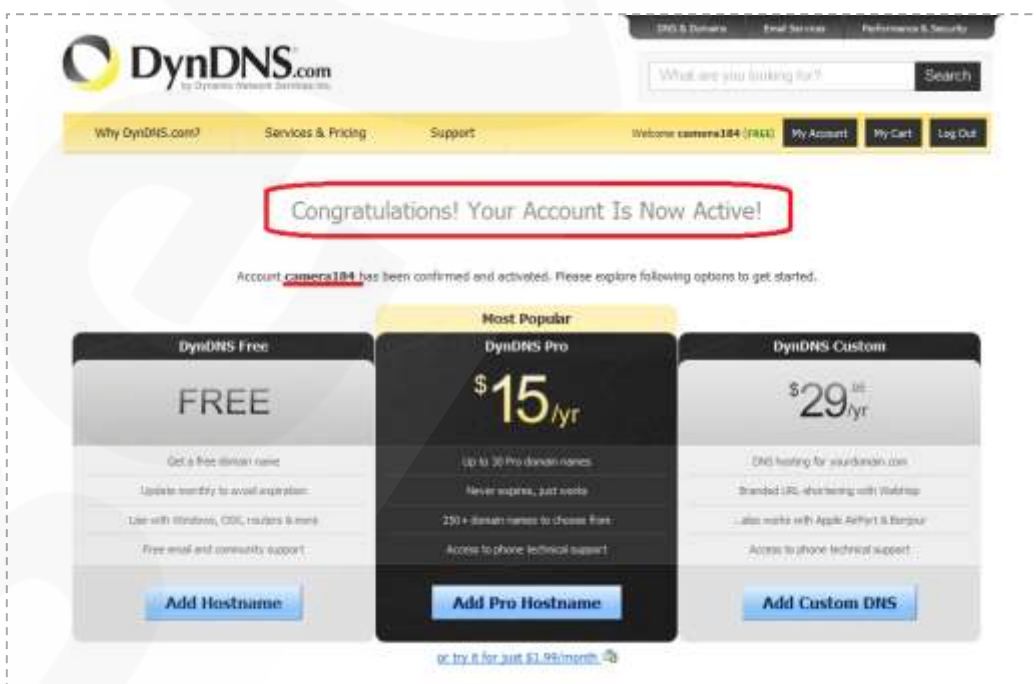 DNS & Domains Email Services Performance & Security
DynDNS.com
by Dynamic Network Services Inc.
What are you looking for? Search
Why DynDNS.com? Services & Pricing Support Welcome camera184 (FREE) My Account My Cart Log Out
Congratulations! Your Account Is Now Active!
Account camera184 has been confirmed and activated. Please explore following options to get started.
Most Popular
DynDNS Free DynDNS Pro DynDNS Custom
FREE $15/yr $29.95/yr
Get a free domain name Up to 30 Pro domain names DNS hosting for yourdomain.com
Update monthly to avoid expiration Never expires, just works Branded URL-shortening with WebHop
Use with Windows, OSX, routers & more 250+ domain names to choose from ...also works with Apple AirPort & Bonjour
Free email and community support Access to phone technical support Access to phone technical support
Add Hostname Add Pro Hostname Add Custom DNS
or try it for just $1.99/month